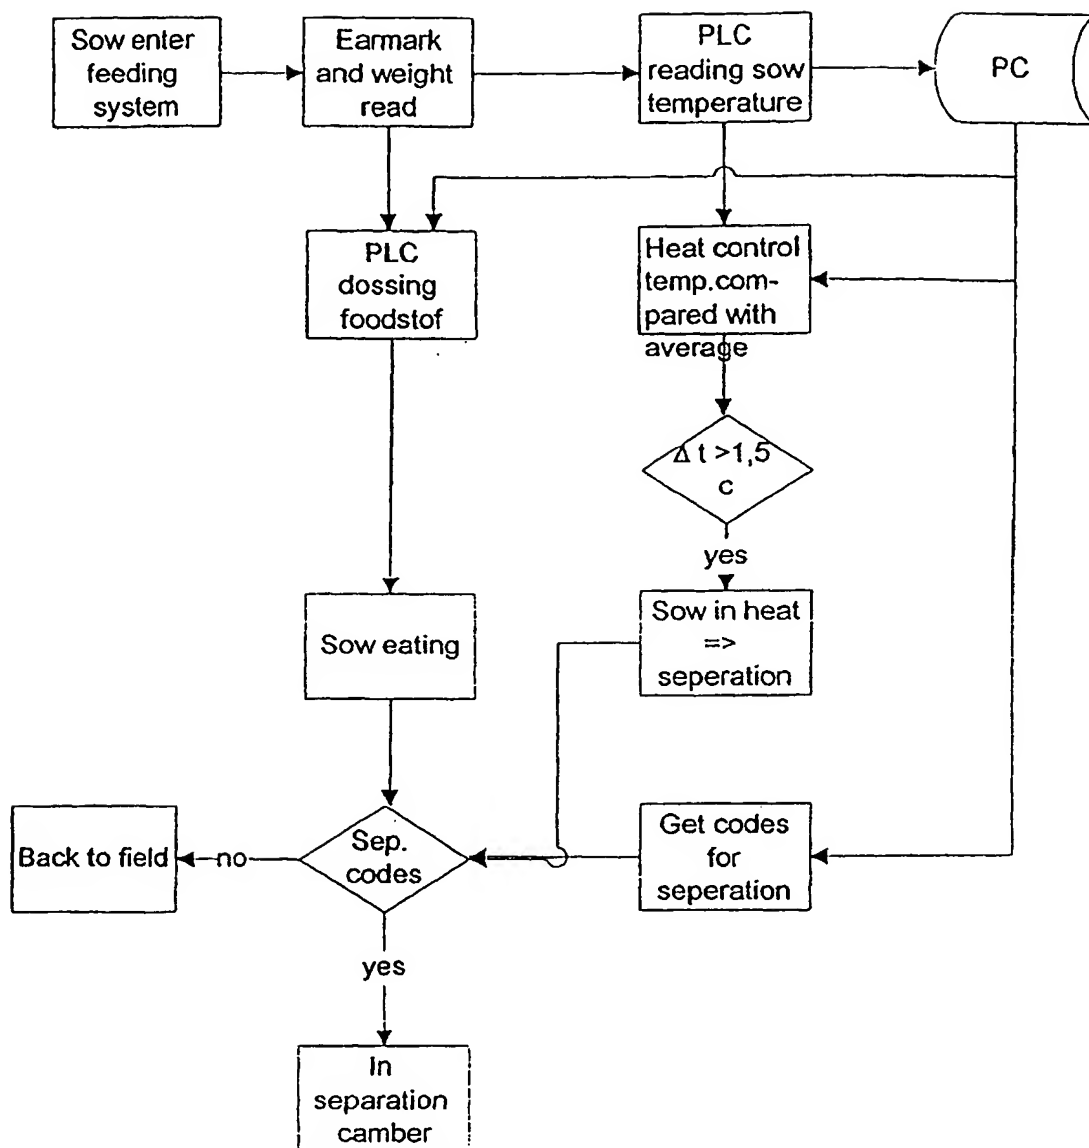 Sow enter
feeding
system
Earmark
and weight
read
PLC
reading sow
temperature
PC
PLC
dossing
foodstof
Heat control
temp.com-
pared with
average
Δ t >1,5
c
yes
Sow eating
Sow in heat
=>
seperation
Back to field
no
Sep.
codes
Get codes
for
seperation
yes
In
separation
camber